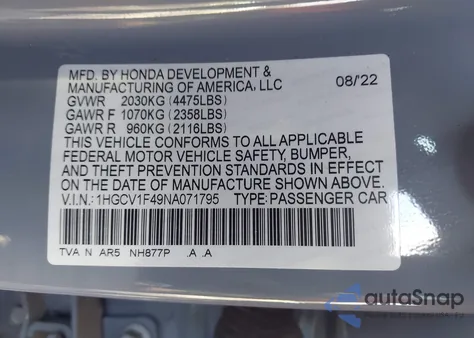 MFD. BY HONDA DEVELOPMENT &
MANUFACTURING OF AMERICA, LLC 08/22
GVWR 2030KG (4475LBS)
GAWR F 1070KG (2358LBS)
GAWR R 960KG (2116LBS)
THIS VEHICLE CONFORMS TO ALL APPLICABLE
FEDERAL MOTOR VEHICLE SAFETY, BUMPER,
AND THEFT PREVENTION STANDARDS IN EFFECT
ON THE DATE OF MANUFACTURE SHOWN ABOVE.
V.I.N.: 1HGCV1F49NA071795 TYPE: PASSENGER CAR
TVA N AR5 NH877P .A .A
autoSnap